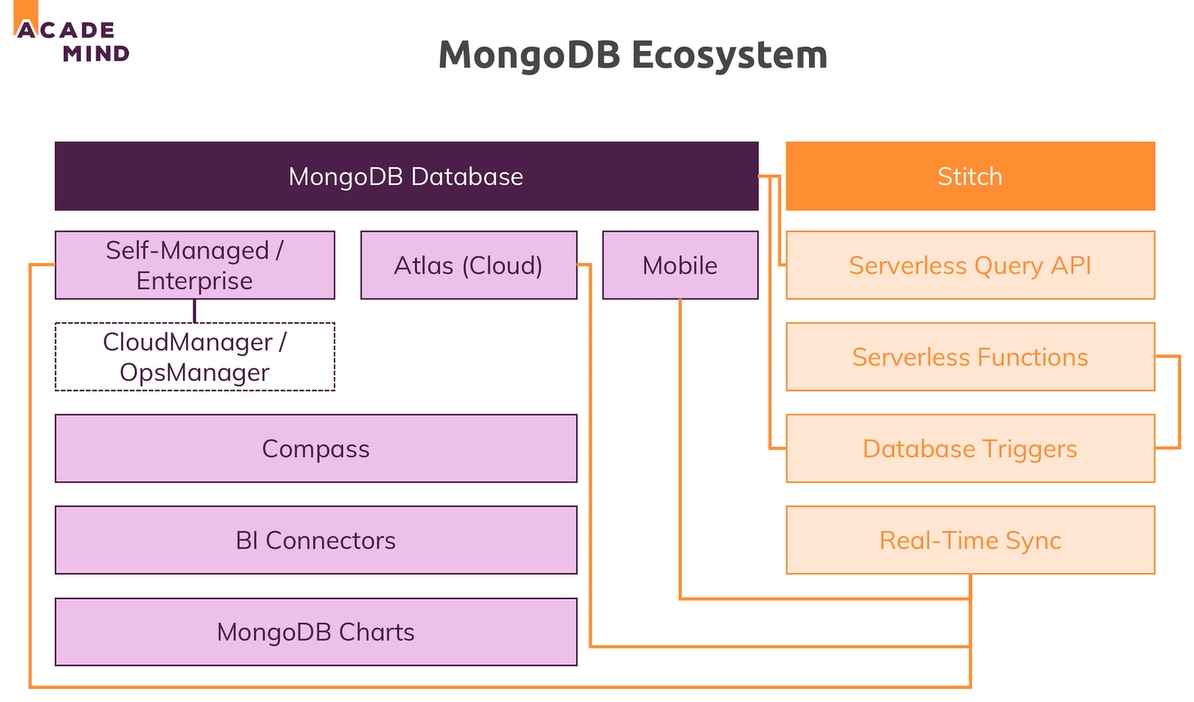 ACADE
MIND
MongoDB Ecosystem
MongoDB Database
Stitch
Self-Managed /
Enterprise
Atlas (Cloud)
Mobile
Serverless Query API
CloudManager /
OpsManager
Serverless Functions
Compass
Database Triggers
BI Connectors
Real-Time Sync
MongoDB Charts